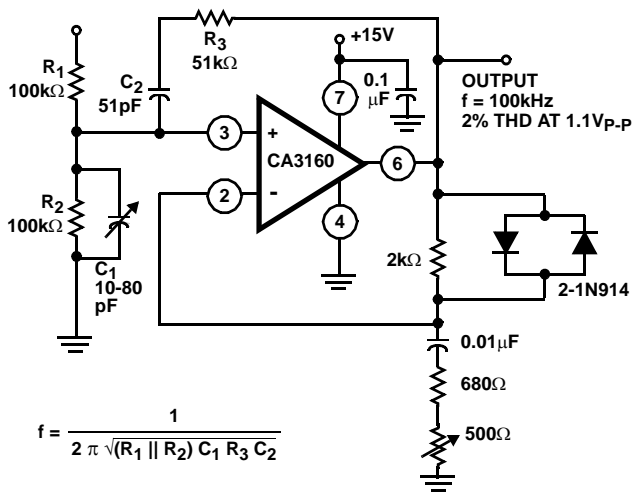 R1
100kΩ
R3
51kΩ
C2
51pF
+15V
0.1
μF
7
OUTPUT
f = 100kHz
2% THD AT 1.1VP-P
3
+
CA3160
6
2
-
4
R2
100kΩ
C1
10-80
pF
2kΩ
2-1N914
0.01μF
680Ω
500Ω
f = 1
2 π √(R1 || R2) C1 R3 C2